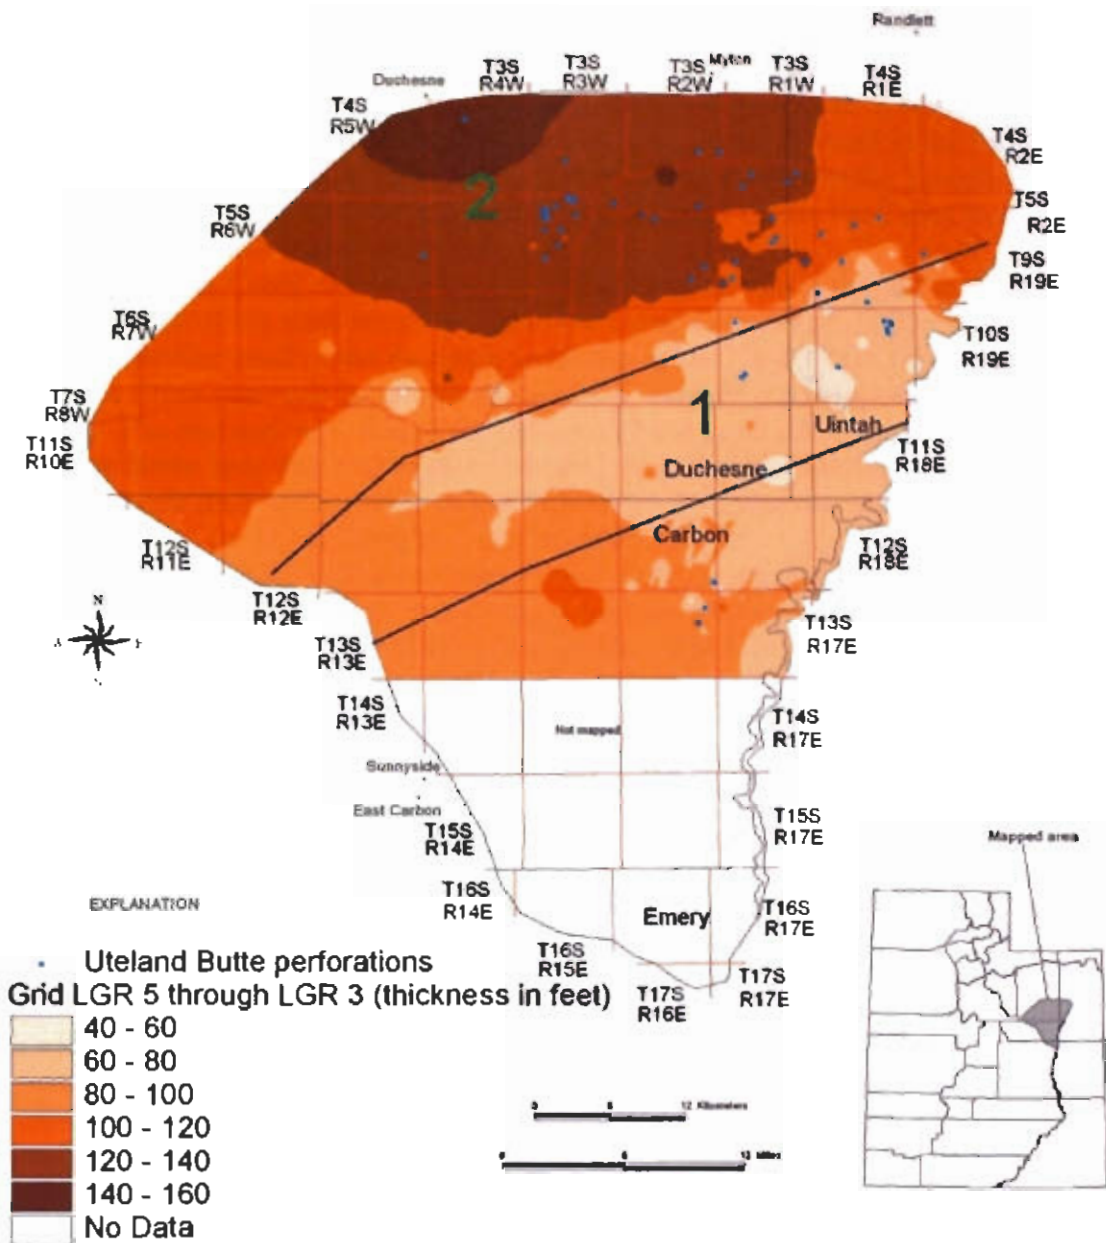 Randlett
Duchesne
T3S
R4W
T3S
R3W
T3S
R2W
Myton
T3S
R1W
T4S
R1E
T4S
R5W
T4S
R2E
2
T5S
R6W
T5S
R2E
T9S
R19E
T6S
R7W
T10S
R19E
T7S
R8W
T11S
R10E
1
Uintah
T11S
R18E
Duchesne
Carbon
T12S
R11E
T12S
R18E
N
T12S
R12E
T13S
R13E
T13S
R17E
T14S
R13E
Not mapped
T14S
R17E
Sunnyside
East Carbon
T15S
R14E
T15S
R17E
Mapped area
T16S
R14E
Emery
T16S
R17E
T16S
R15E
T17S
R16E
T17S
R17E
EXPLANATION
Uteland Butte perforations
Grid LGR 5 through LGR 3 (thickness in feet)
40 - 60
60 - 80
80 - 100
100 - 120
120 - 140
140 - 160
No Data
12 Kilometers
12 Miles